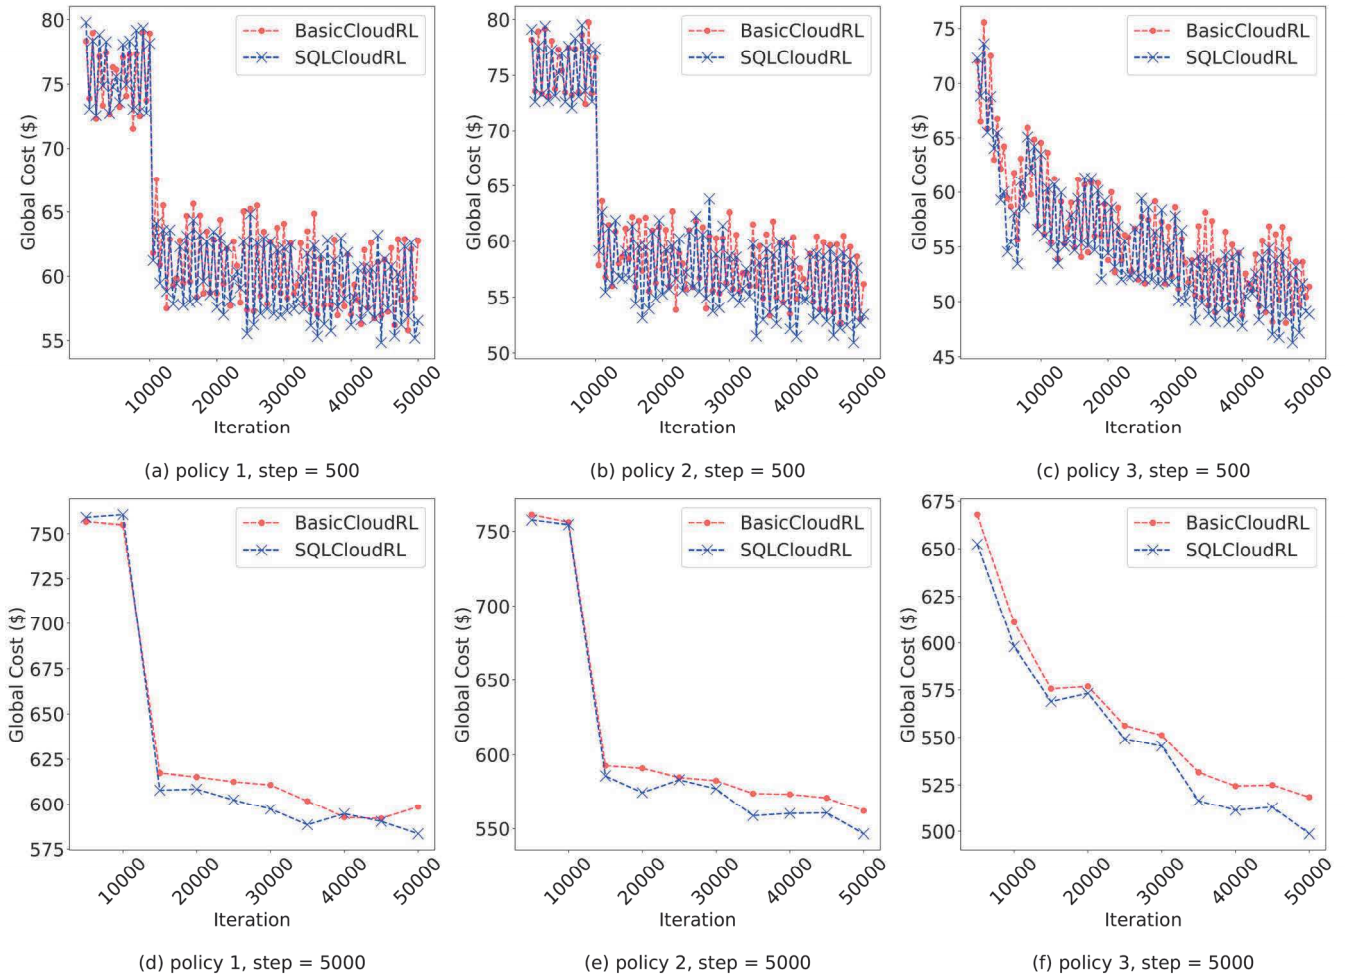 80
75
70
65
60
55
Global Cost ($)
BasicCloudRL
SQLCloudRL
10000
20000
30000
40000
50000
Iteration
(a) policy 1, step = 500
80
75
70
65
60
55
50
Global Cost ($)
BasicCloudRL
SQLCloudRL
10000
20000
30000
40000
50000
Iteration
(b) policy 2, step = 500
75
70
65
60
55
50
45
Global Cost ($)
BasicCloudRL
SQLCloudRL
10000
20000
30000
40000
50000
Iteration
(c) policy 3, step = 500
750
725
700
675
650
625
600
575
Global Cost ($)
BasicCloudRL
SQLCloudRL
10000
20000
30000
40000
50000
Iteration
(d) policy 1, step = 5000
750
700
650
600
550
Global Cost ($)
BasicCloudRL
SQLCloudRL
10000
20000
30000
40000
50000
Iteration
(e) policy 2, step = 5000
675
650
625
600
575
550
525
500
Global Cost ($)
BasicCloudRL
SQLCloudRL
10000
20000
30000
40000
50000
Iteration
(f) policy 3, step = 5000